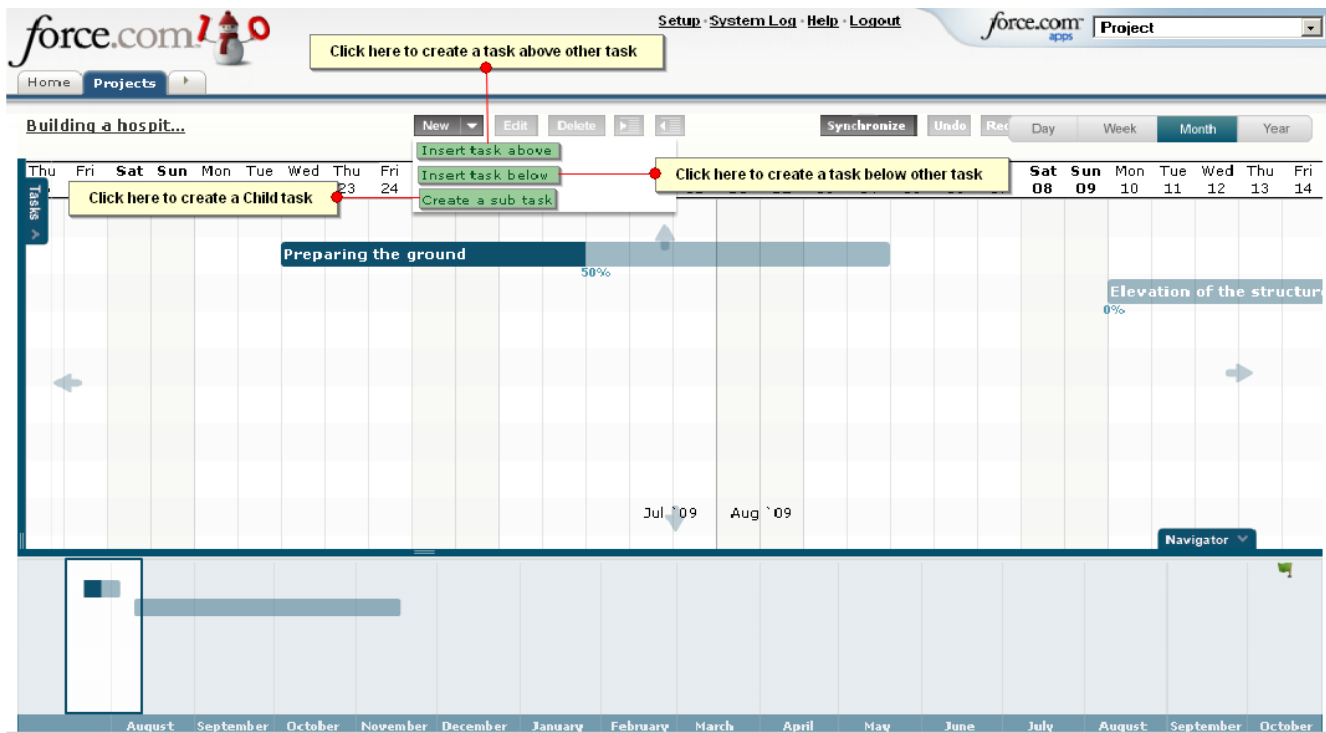 force.com
Setup · System Log · Help · Logout
force.com
apps
Project
Click here to create a task above other task
Home
Projects
Building a hospit...
New
Edit
Delete
Synchronize
Undo
Day
Week
Month
Year
Insert task above
Insert task below
Create a sub task
Click here to create a task below other task
Click here to create a Child task
Thu Fri Sat Sun Mon Tue Wed Thu Fri
23 24
Sat Sun Mon Tue Wed Thu Fri
08 09 10 11 12 13 14
Tasks
Preparing the ground
50%
Elevation of the structur
0%
Jul `09
Aug `09
Navigator
August September October November December January February March April May June July August September October